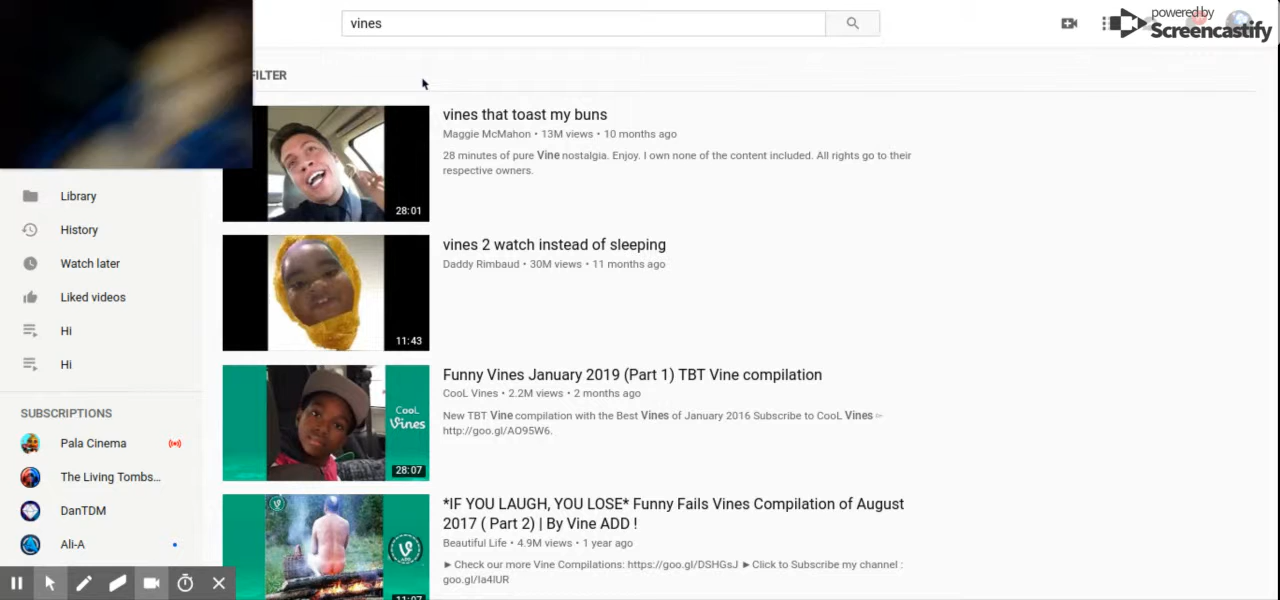 vines
powered by
Screencastify
FILTER
vines that toast my buns
Maggie McMahon • 13M views • 10 months ago
28 minutes of pure Vine nostalgia. Enjoy. I own none of the content included. All rights go to their
respective owners.
28:01
vines 2 watch instead of sleeping
Daddy Rimbaud • 30M views • 11 months ago
11:43
Funny Vines January 2019 (Part 1) TBT Vine compilation
CooL Vines • 2.2M views • 2 months ago
New TBT Vine compilation with the Best Vines of January 2016 Subscribe to CooL Vines ▻
http://goo.gl/AO95W6.
CooL
Vines
28:07
*IF YOU LAUGH, YOU LOSE* Funny Fails Vines Compilation of August
2017 ( Part 2) | By Vine ADD !
Beautiful Life • 4.9M views • 1 year ago
►Check our more Vine Compilations: https://goo.gl/DSHGsJ ►Click to Subscribe my channel :
goo.gl/Ia4IUR
11:07
Library
History
Watch later
Liked videos
Hi
Hi
SUBSCRIPTIONS
Pala Cinema
The Living Tombs...
DanTDM
Ali-A